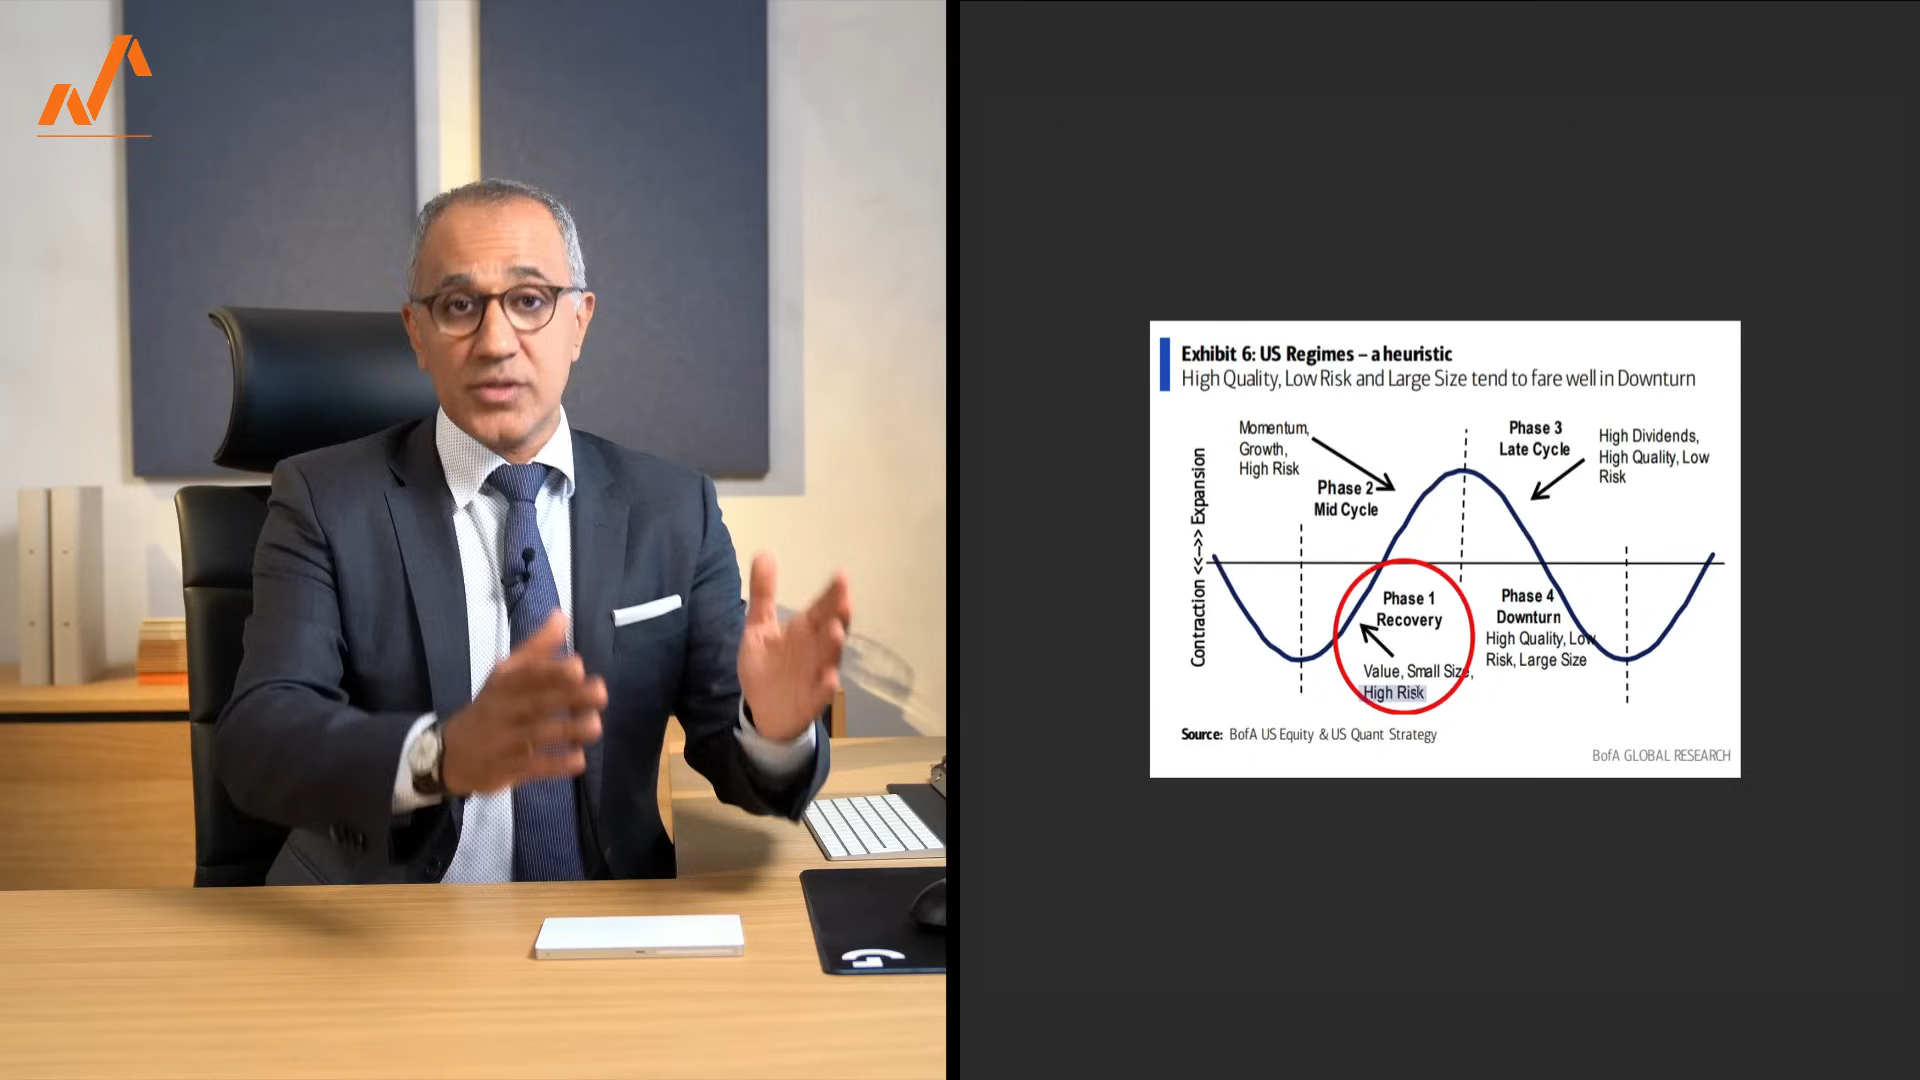 Exhibit 6: US Regimes – a heuristic
High Quality, Low Risk and Large Size tend to fare well in Downturn
Momentum,
Growth,
High Risk
Phase 2
Mid Cycle
Phase 3
Late Cycle
High Dividends,
High Quality, Low
Risk
Contraction <<-->> Expansion
Phase 1
Recovery
Value, Small Size,
High Risk
Phase 4
Downturn
High Quality, Low
Risk, Large Size
Source: BofA US Equity & US Quant Strategy
BofA GLOBAL RESEARCH